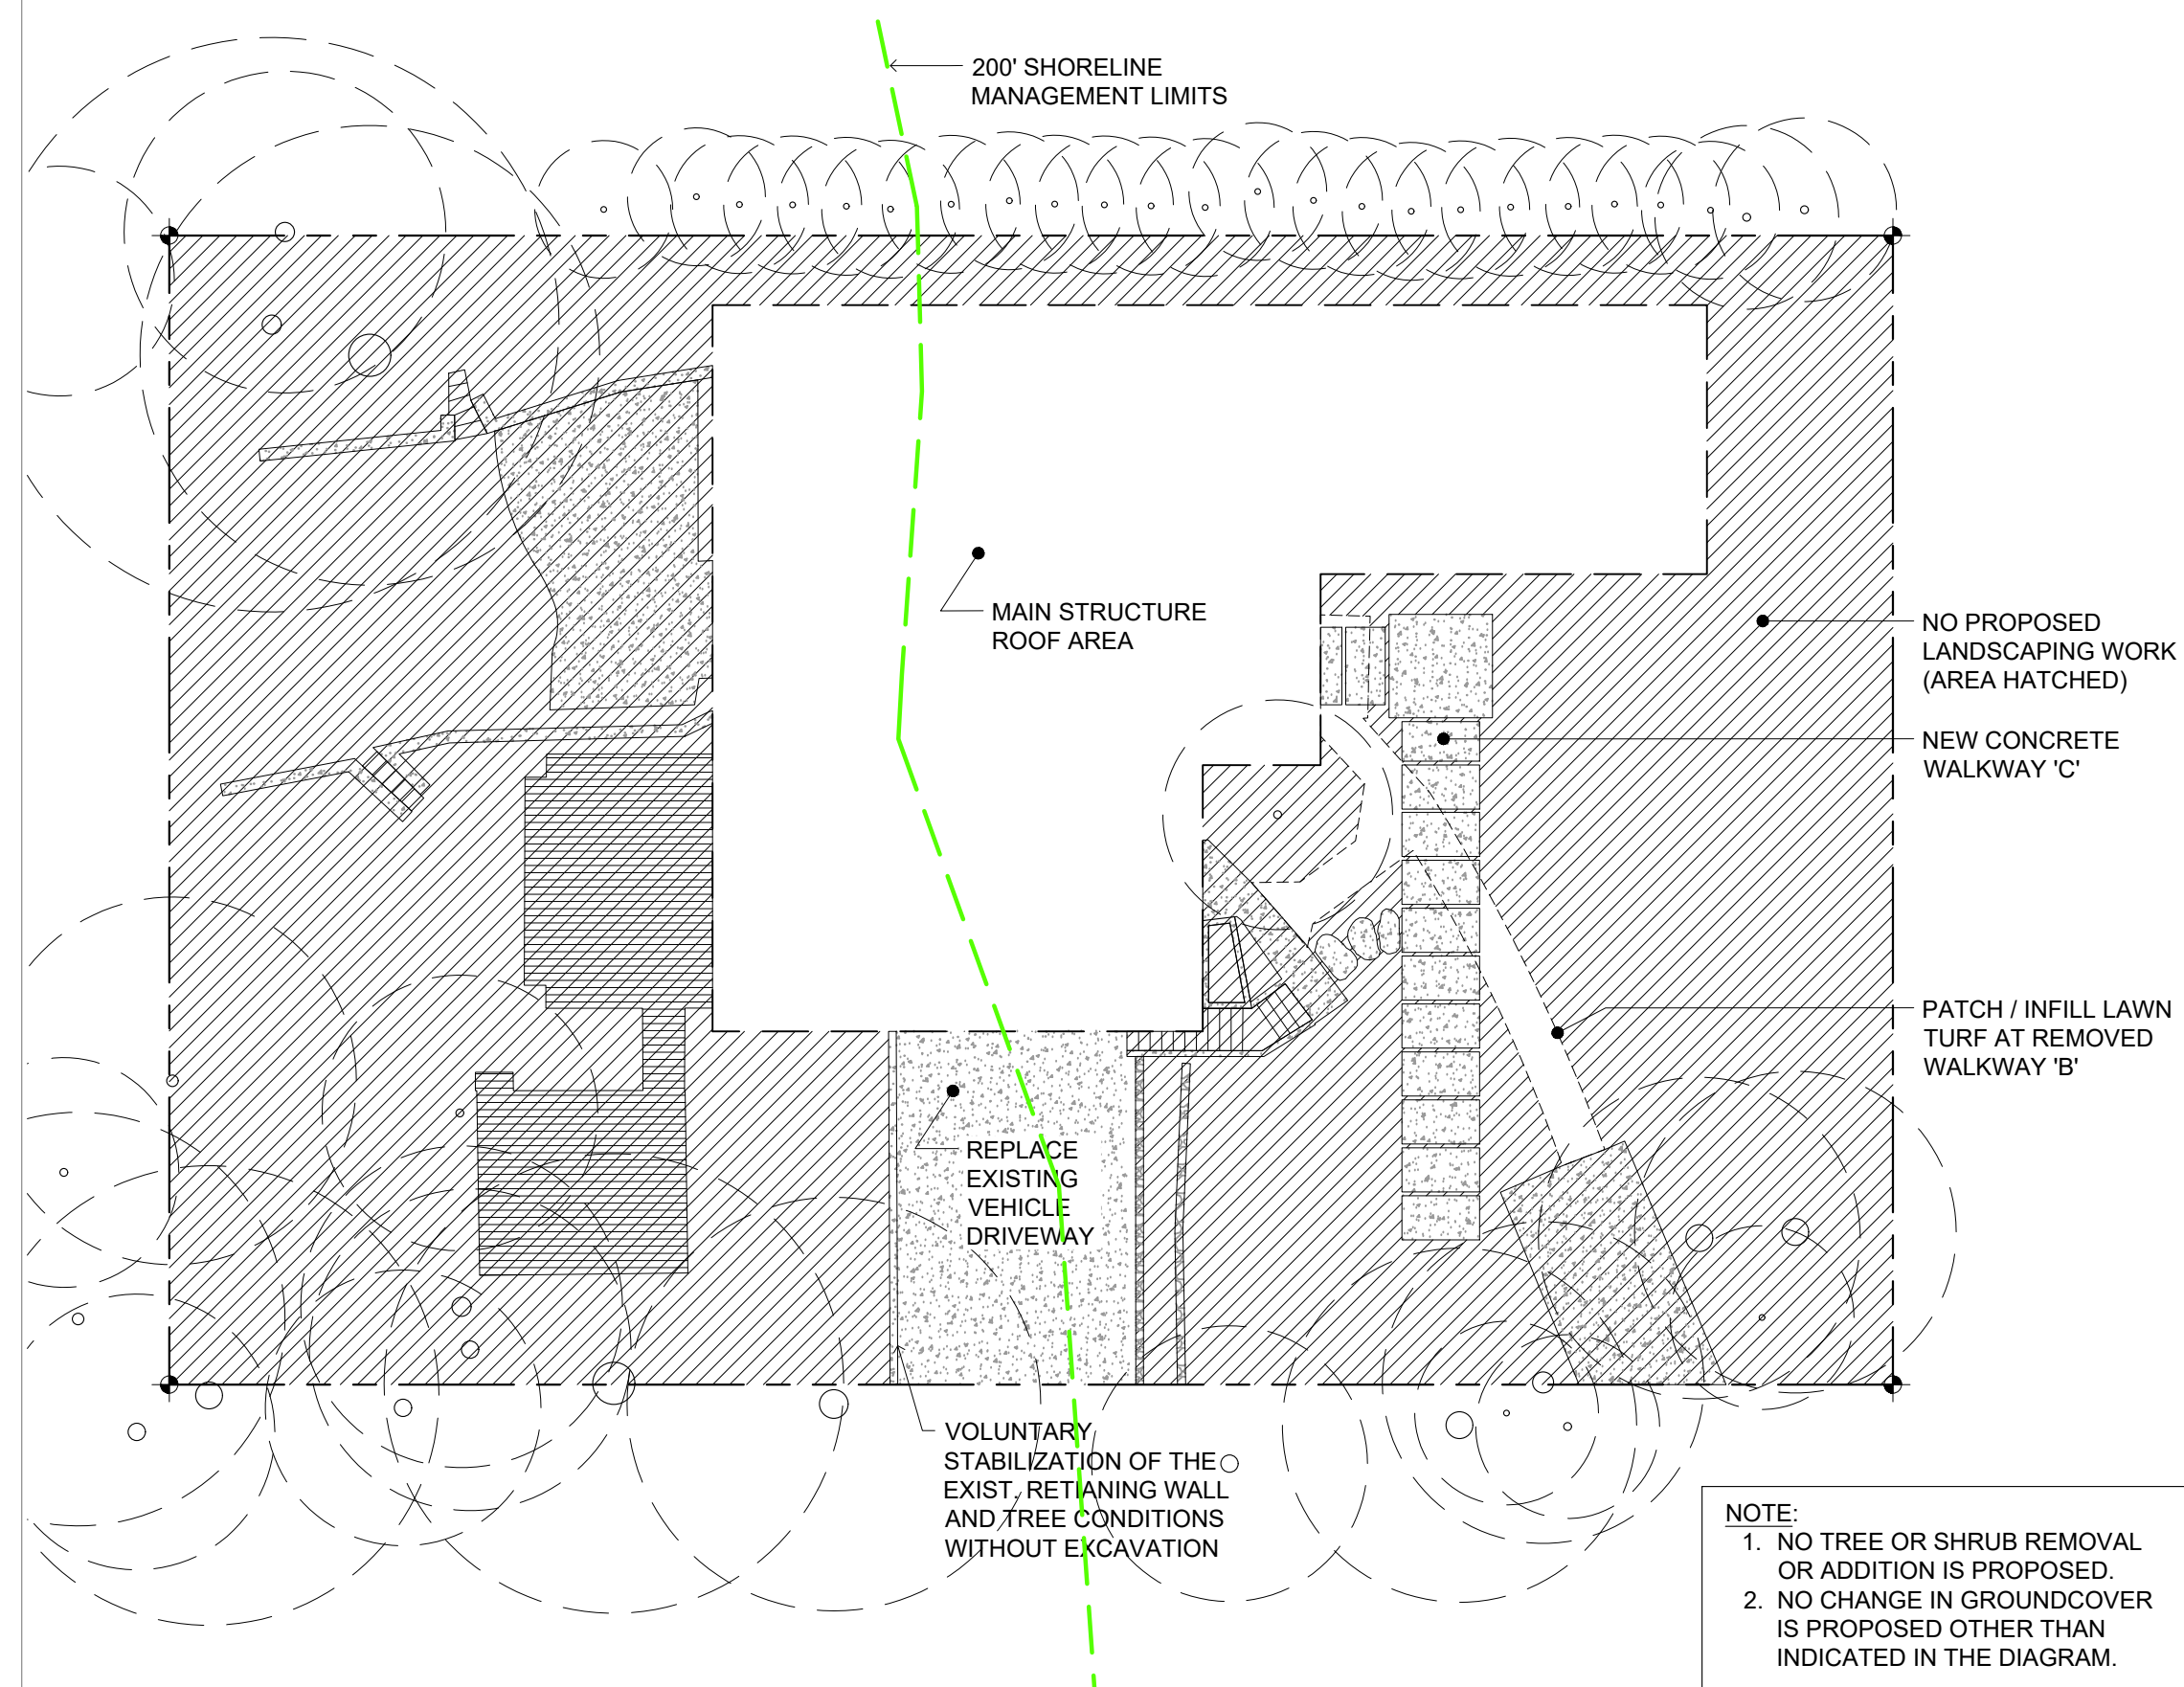 200' SHORELINE
MANAGEMENT LIMITS
MAIN STRUCTURE
ROOF AREA
NO PROPOSED
LANDSCAPING WORK
(AREA HATCHED)
NEW CONCRETE
WALKWAY 'C'
PATCH / INFILL LAWN
TURF AT REMOVED
WALKWAY 'B'
REPLACE
EXISTING
VEHICLE
DRIVEWAY
VOLUNTARY
STABILIZATION OF THE
EXIST. RETIANING WALL
AND TREE CONDITIONS
WITHOUT EXCAVATION
NOTE:
1. NO TREE OR SHRUB REMOVAL
OR ADDITION IS PROPOSED.
2. NO CHANGE IN GROUNDCOVER
IS PROPOSED OTHER THAN
INDICATED IN THE DIAGRAM.